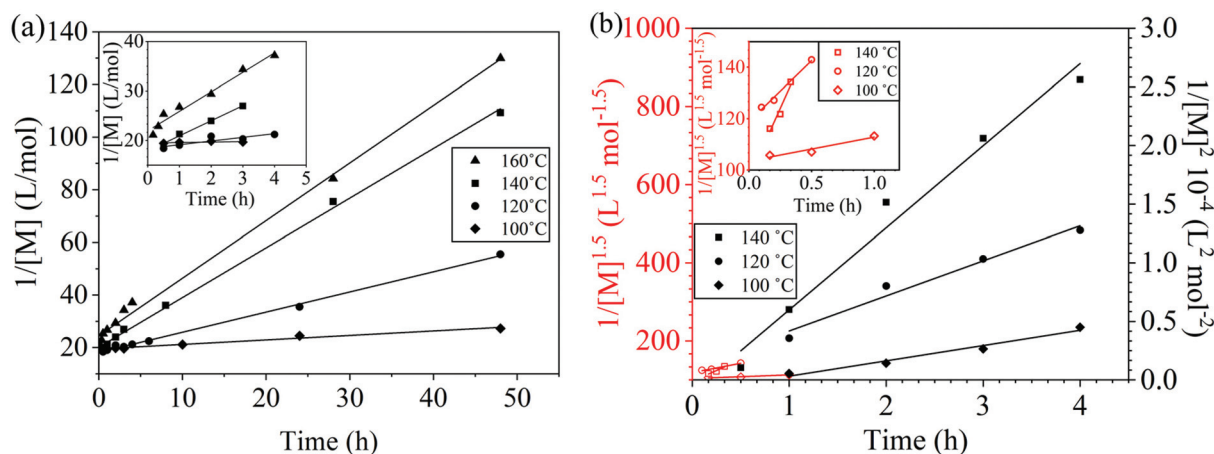 (a)
140
120
100
80
60
40
20
0
10
20
30
40
50
1/[M] (L/mol)
Time (h)
40
30
20
0
1
2
3
4
5
1/[M] (L/mol)
Time (h)
160°C
140°C
120°C
100°C
(b)
1000
800
600
400
200
1/[M]^1.5 (L^1.5 mol^-1.5)
0
1
2
3
4
Time (h)
3.0
2.5
2.0
1.5
1.0
0.5
0.0
1/[M]^2 10^-4 (L^2 mol^-2)
140
120
100
0.0
0.5
1.0
1/[M]^1.5 (L^1.5 mol^-1.5)
Time (h)
140 °C
120 °C
100 °C
140 °C
120 °C
100 °C